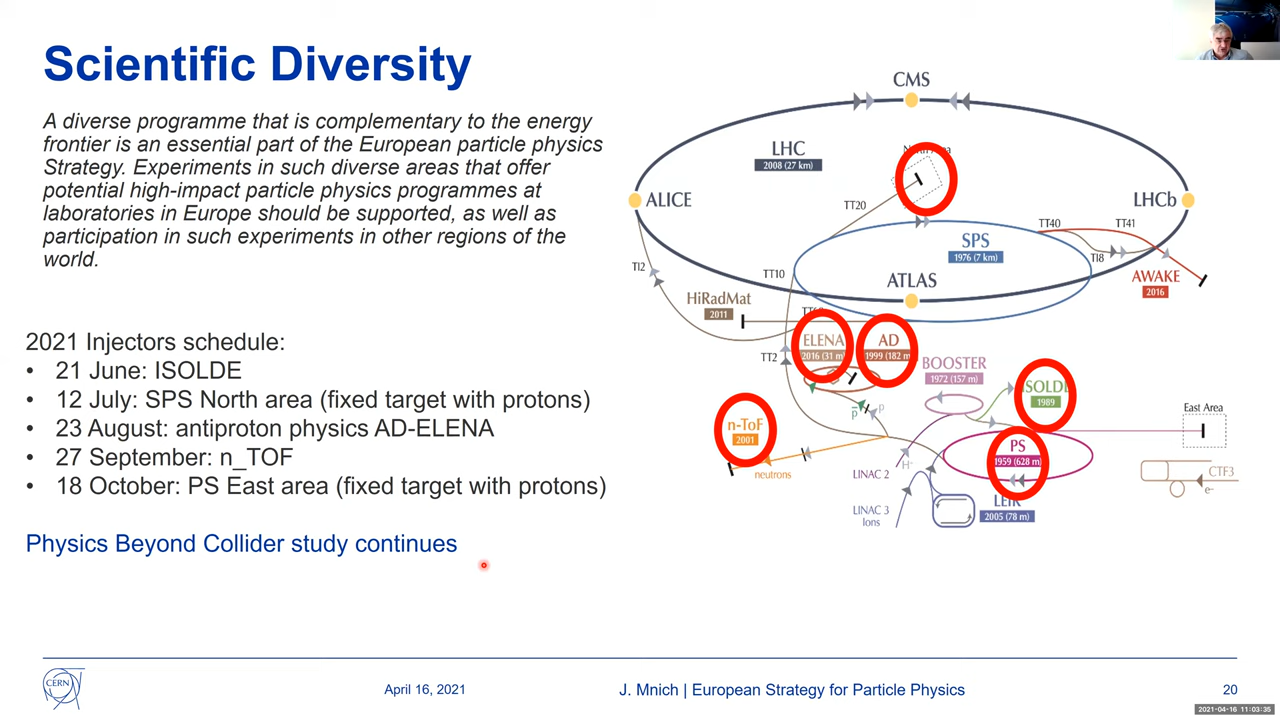 Scientific Diversity
A diverse programme that is complementary to the energy
frontier is an essential part of the European particle physics
Strategy. Experiments in such diverse areas that offer
potential high-impact particle physics programmes at
laboratories in Europe should be supported, as well as
participation in such experiments in other regions of the
world.
2021 Injectors schedule:
• 21 June: ISOLDE
• 12 July: SPS North area (fixed target with protons)
• 23 August: antiproton physics AD-ELENA
• 27 September: n_TOF
• 18 October: PS East area (fixed target with protons)
Physics Beyond Collider study continues
CMS
LHC
2008 (27 km)
ALICE
TT20
LHCb
TT40
TT41
SPS
1976 (7 km)
TI8
TI2
TT10
ATLAS
AWAKE
2016
HiRadMat
2011
ELENA
2016 (31 m)
AD
1999 (182 m)
TT2
BOOSTER
1972 (157 m)
SOLDE
1989
p̅
p
East Area
n-ToF
2001
PS
1959 (628 m)
neutrons
LINAC 2
H⁻
CTF3
e-
LINAC 3
Ions
LEIR
2005 (78 m)
CERN
April 16, 2021
J. Mnich | European Strategy for Particle Physics
20
2021-04-16 11:03:35